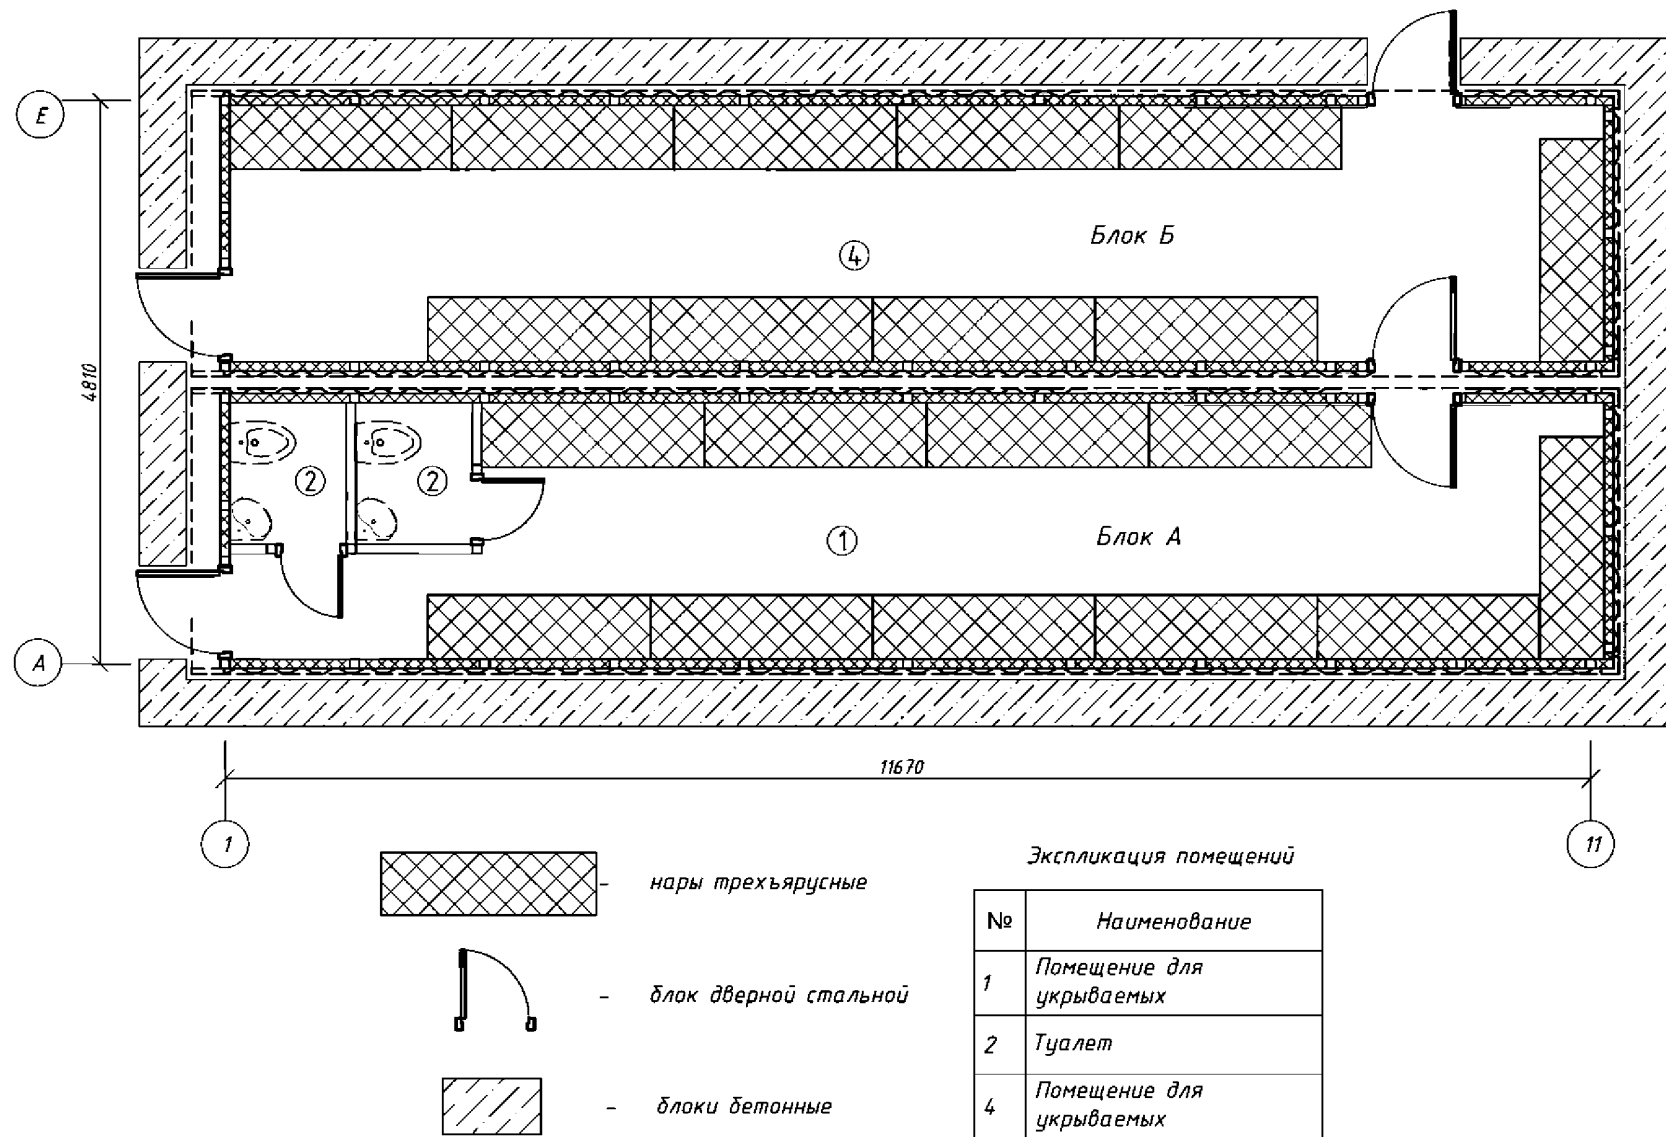 Е
Блок Б
4
4810
2
2
1
Блок А
А
11670
1
11
Экспликация помещений
- нары трехъярусные
№ Наименование
1 Помещение для
укрываемых
- блок дверной стальной
2 Туалет
4 Помещение для
укрываемых
- блоки бетонные